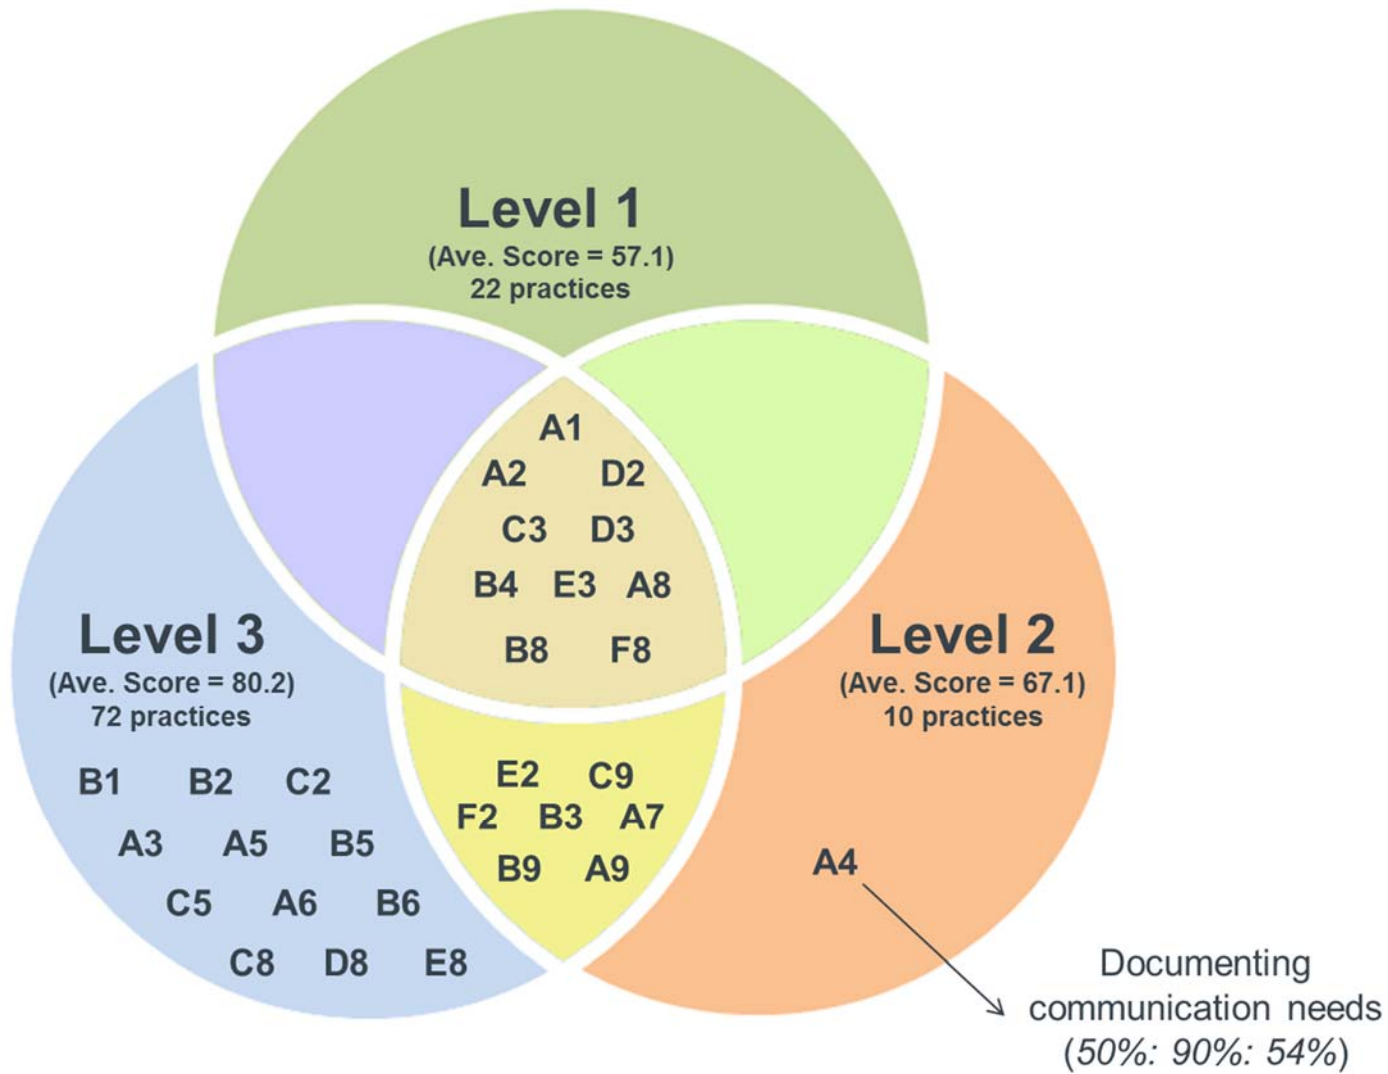 Level 1
(Ave. Score = 57.1)
22 practices
A1
A2 D2
C3 D3
B4 E3 A8
B8 F8
Level 3
(Ave. Score = 80.2)
72 practices
B1 B2 C2
A3 A5 B5
C5 A6 B6
C8 D8 E8
E2 C9
F2 B3 A7
B9 A9
Level 2
(Ave. Score = 67.1)
10 practices
A4
Documenting
communication needs
(50%: 90%: 54%)